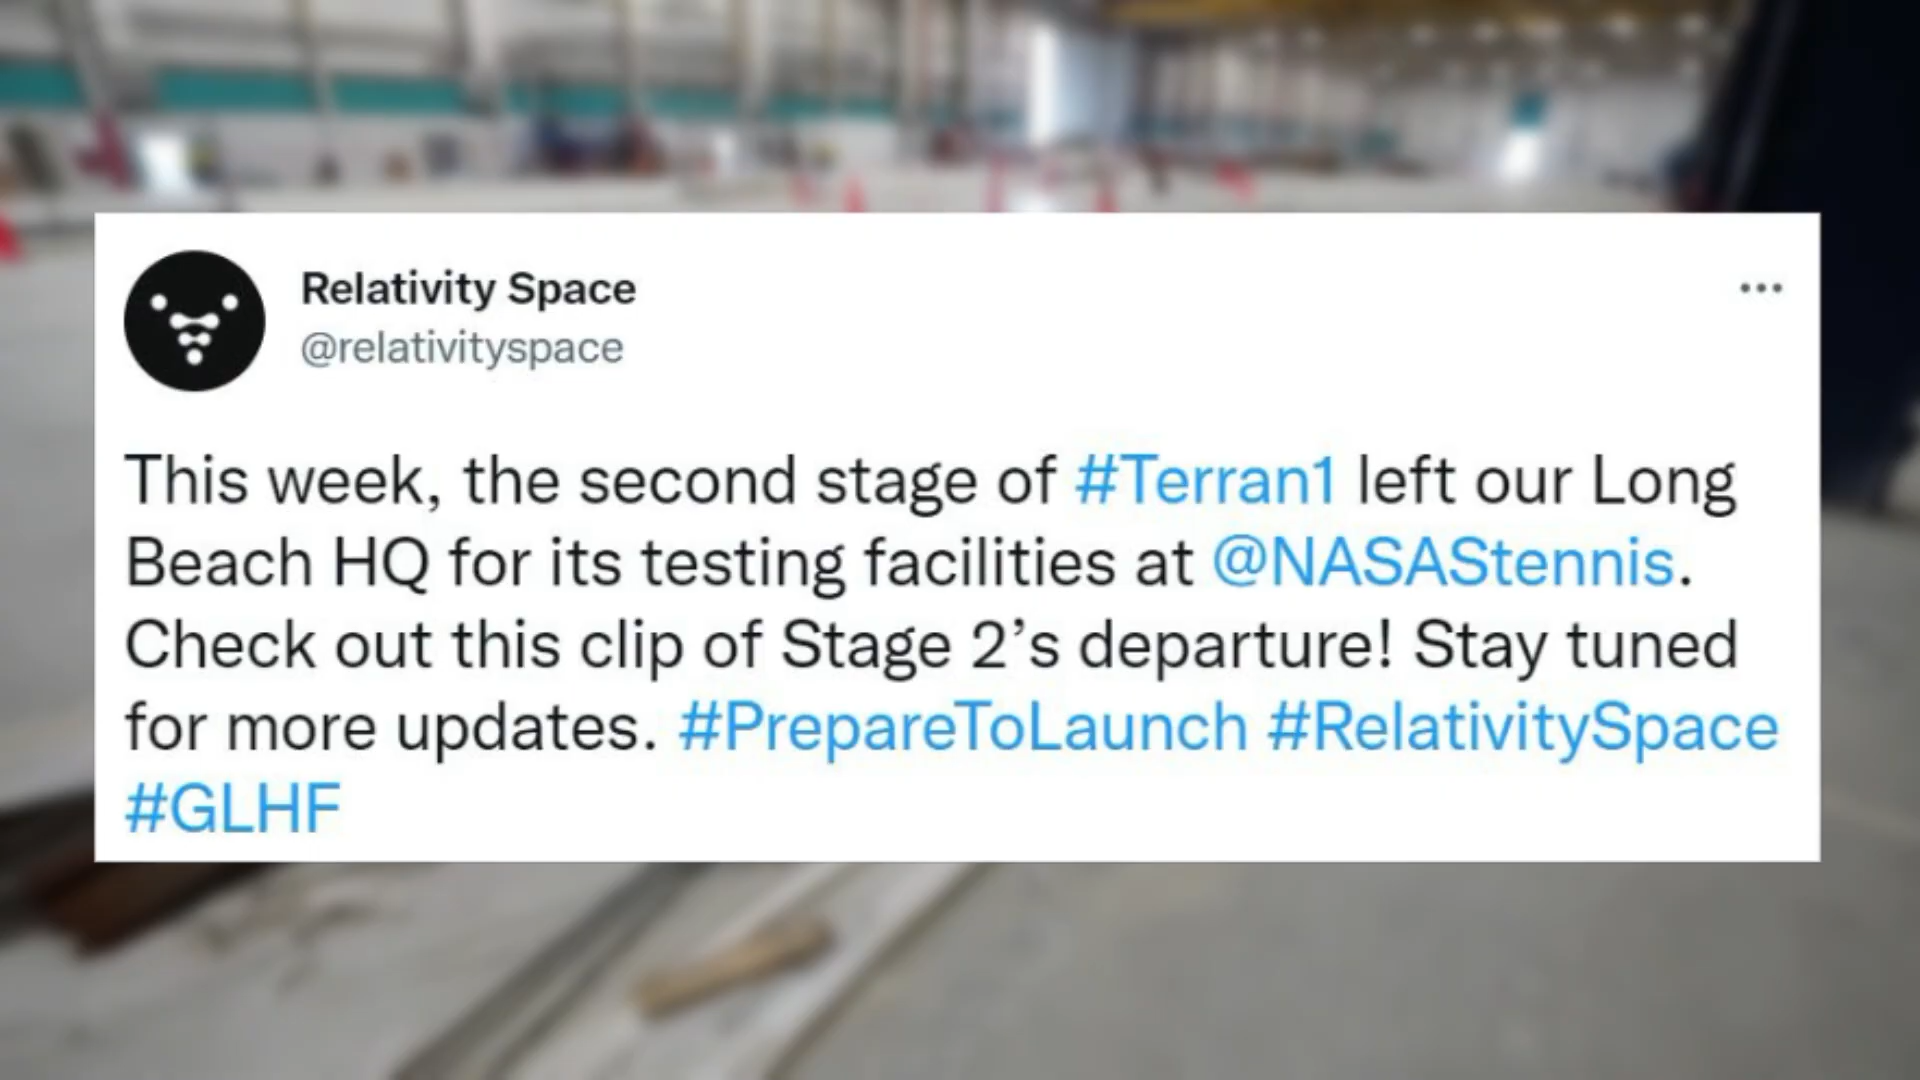 Relativity Space
@relativityspace
This week, the second stage of #Terran1 left our Long
Beach HQ for its testing facilities at @NASAStennis.
Check out this clip of Stage 2’s departure! Stay tuned
for more updates. #PrepareToLaunch #RelativitySpace
#GLHF